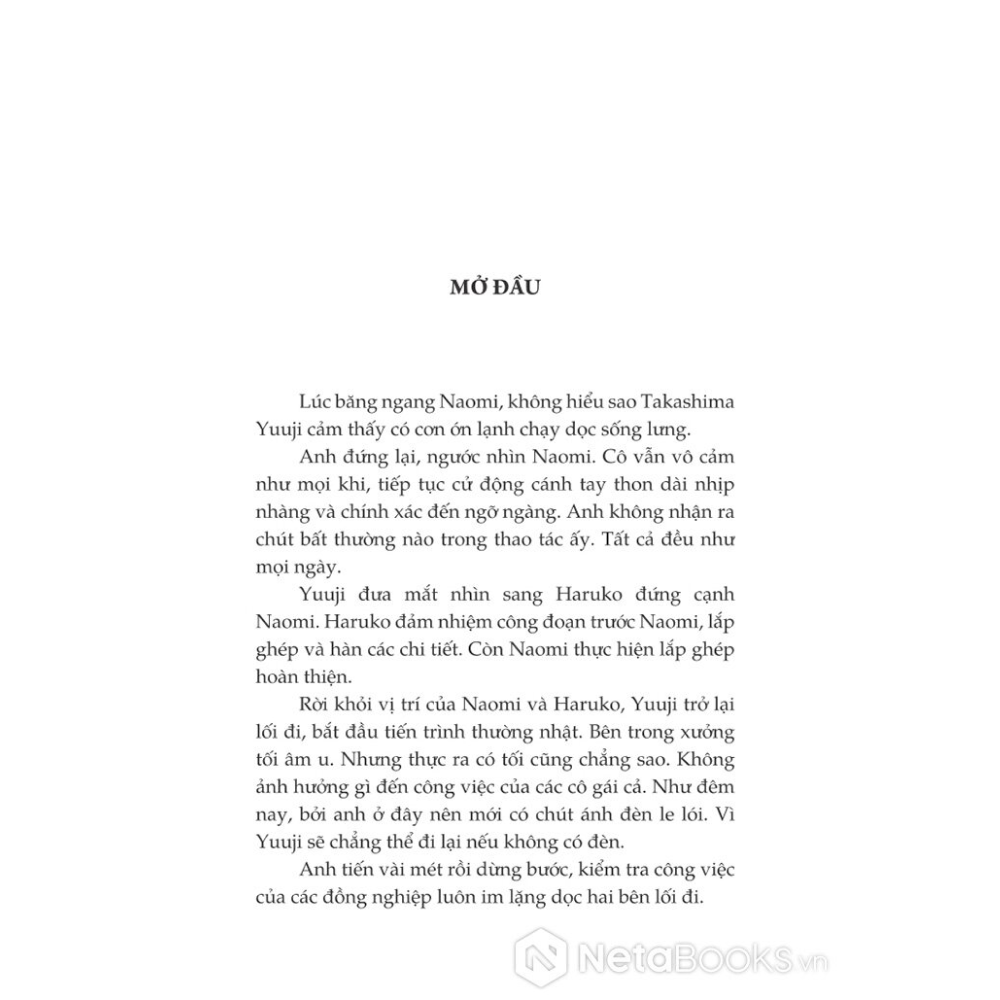 MỞ ĐẦU
Lúc băng ngang Naomi, không hiểu sao Takashima
Yuuji cảm thấy có cơn ớn lạnh chạy dọc sống lưng.
Anh đứng lại, ngước nhìn Naomi. Cô vẫn vô cảm
như mọi khi, tiếp tục cử động cánh tay thon dài nhịp
nhàng và chính xác đến ngỡ ngàng. Anh không nhận ra
chút bất thường nào trong thao tác ấy. Tất cả đều như
mọi ngày.
Yuuji đưa mắt nhìn sang Haruko đứng cạnh
Naomi. Haruko đảm nhiệm công đoạn trước Naomi, lắp
ghép và hàn các chi tiết. Còn Naomi thực hiện lắp ghép
hoàn thiện.
Rời khỏi vị trí của Naomi và Haruko, Yuuji trở lại
lối đi, bắt đầu tiến trình thường nhật. Bên trong xưởng
tối âm u. Nhưng thực ra có tối cũng chẳng sao. Không
ảnh hưởng gì đến công việc của các cô gái cả. Như đêm
nay, bởi anh ở đây nên mới có chút ánh đèn le lói. Vì
Yuuji sẽ chẳng thể đi lại nếu không có đèn.
Anh tiến vài mét rồi dừng bước, kiểm tra công việc
của các đồng nghiệp luôn im lặng dọc hai bên lối đi.
NetaBooks.vn